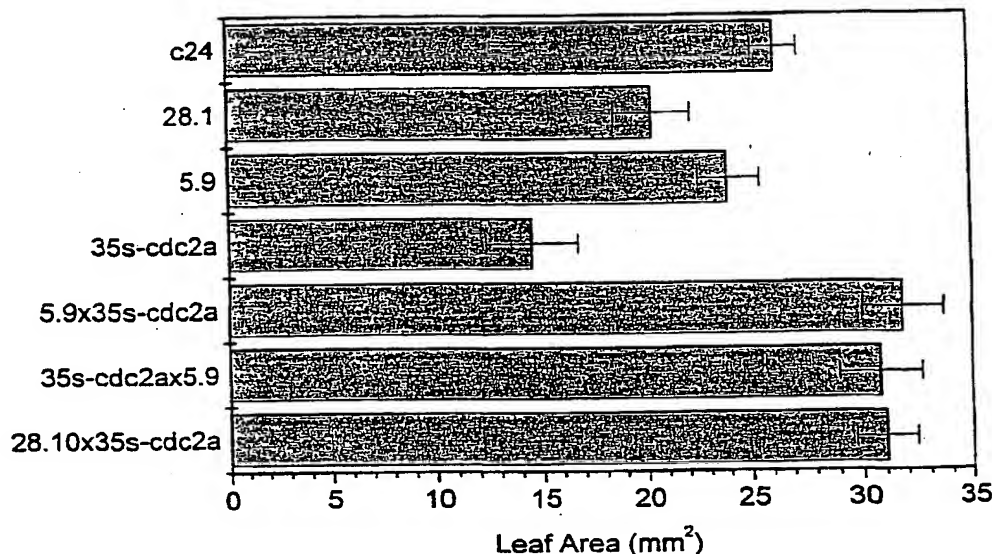 c24
28.1
5.9
35s-cdc2a
5.9x35s-cdc2a
35s-cdc2ax5.9
28.10x35s-cdc2a
0 5 10 15 20 25 30 35
Leaf Area (mm²)